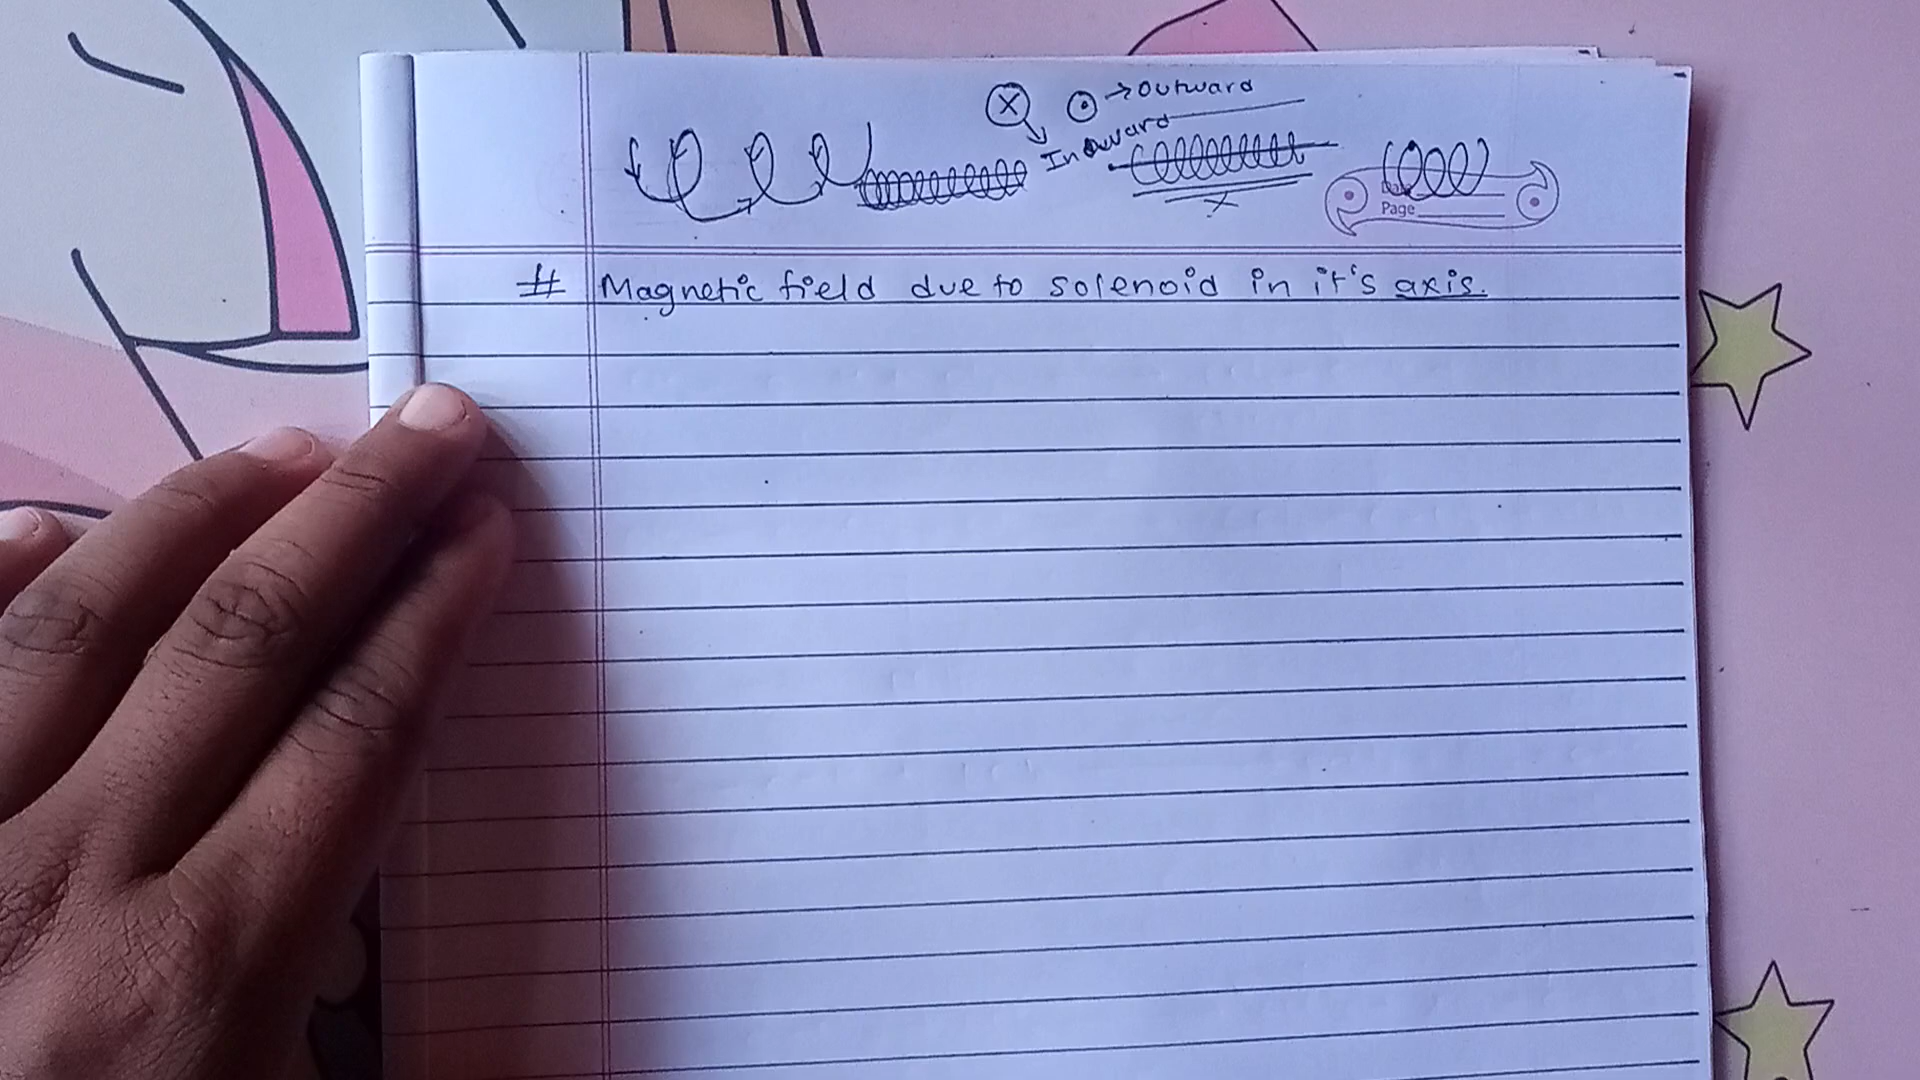 → Outward
Inward
Date
Page
# Magnetic field due to solenoid in it's axis.